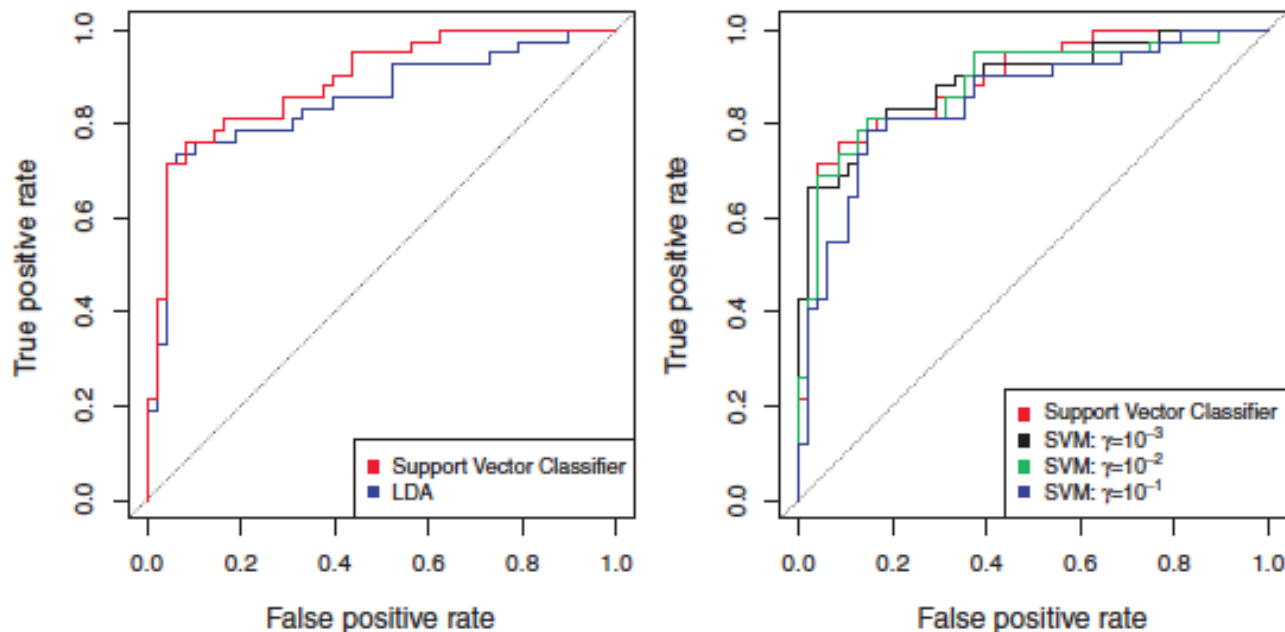 True positive rate
1.0
0.8
0.6
0.4
0.2
0.0
Support Vector Classifier
LDA
0.0 0.2 0.4 0.6 0.8 1.0
False positive rate
True positive rate
1.0
0.8
0.6
0.4
0.2
0.0
Support Vector Classifier
SVM: γ=10⁻³
SVM: γ=10⁻²
SVM: γ=10⁻¹
0.0 0.2 0.4 0.6 0.8 1.0
False positive rate